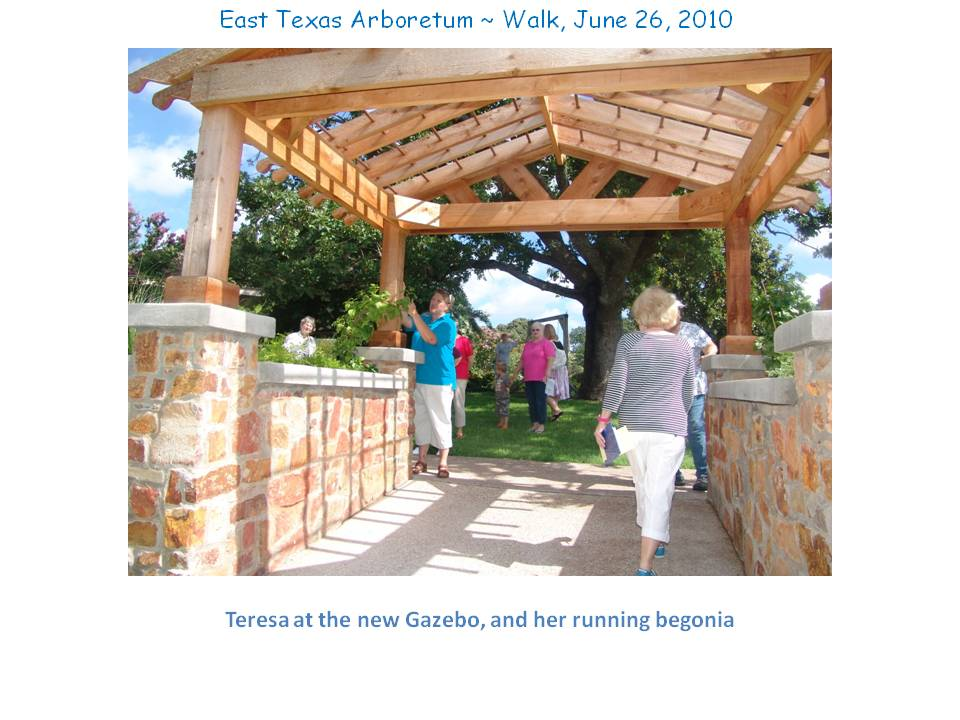 East Texas Arboretum ~ Walk, June 26, 2010
Teresa at the new Gazebo, and her running begonia